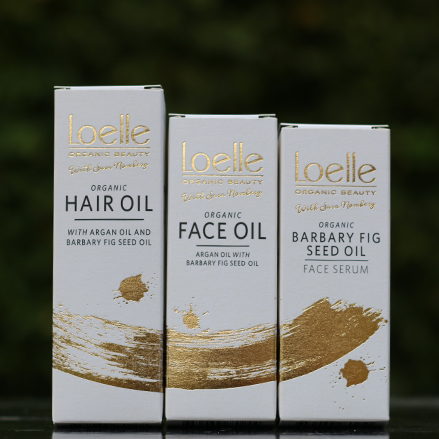 Loelle
ORGANIC BEAUTY
ORGANIC
HAIR OIL
WITH ARGAN OIL AND
BARBARY FIG SEED OIL
Loelle
ORGANIC BEAUTY
ORGANIC
FACE OIL
ARGAN OIL WITH
BARBARY FIG SEED OIL
Loelle
ORGANIC BEAUTY
ORGANIC
BARBARY FIG
SEED OIL
FACE SERUM